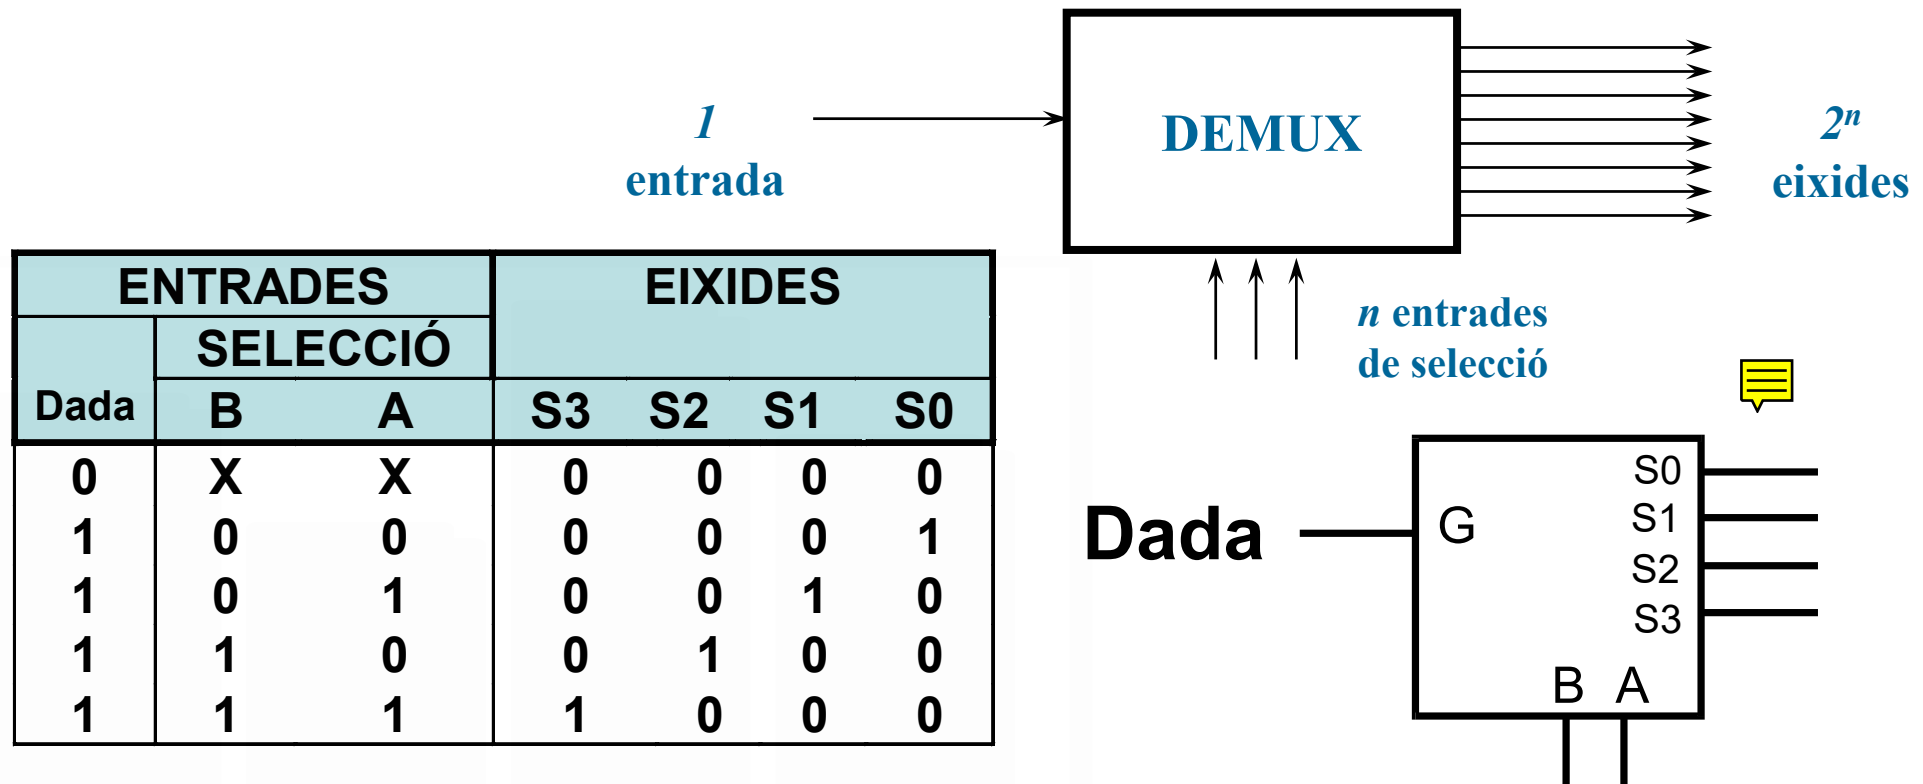 1
entrada
DEMUX
2ⁿ
eixides
n entrades
de selecció
ENTRADES EIXIDES
SELECCIÓ
Dada B A S3 S2 S1 S0
0 X X 0 0 0 0
1 0 0 0 0 0 1
1 0 1 0 0 1 0
1 1 0 0 1 0 0
1 1 1 1 0 0 0
Dada
G
S0
S1
S2
S3
B A